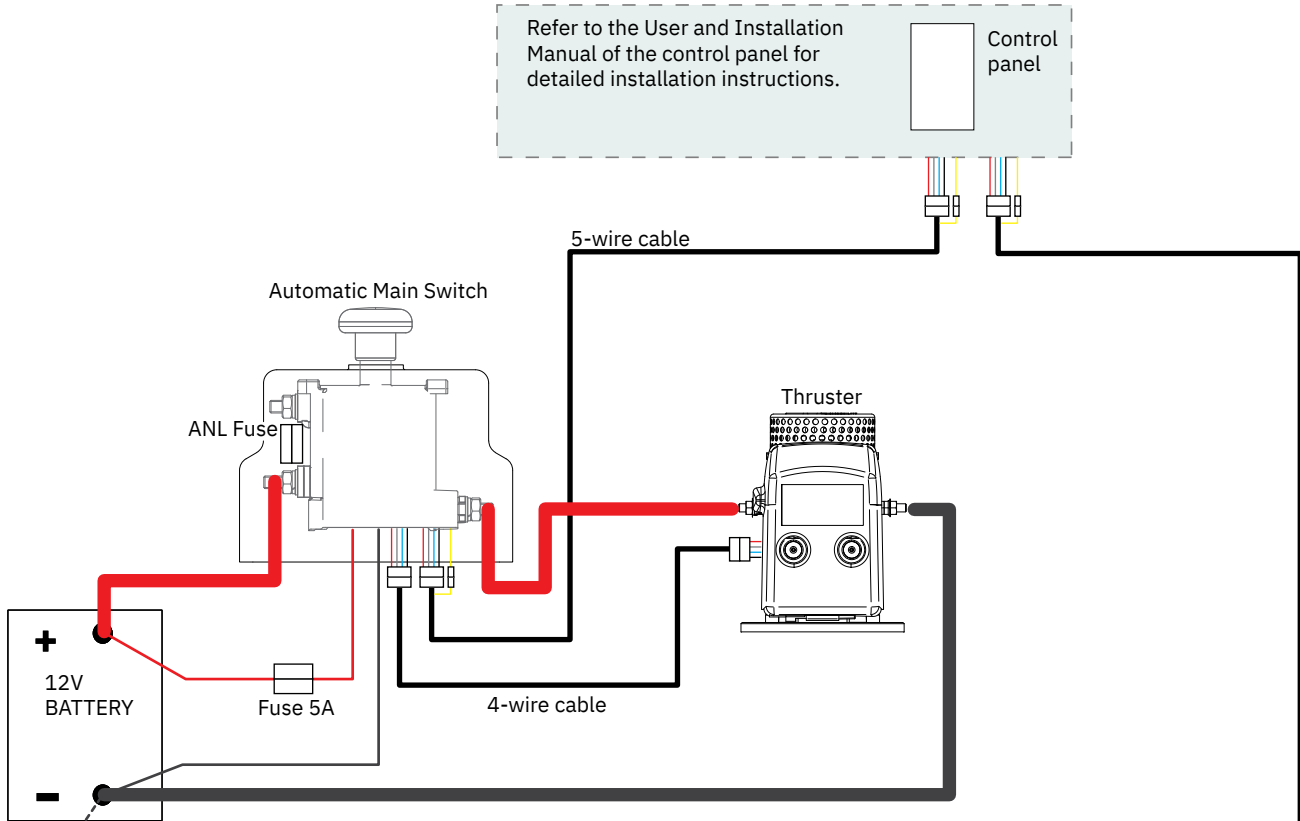 Refer to the User and Installation
Manual of the control panel for
detailed installation instructions.
Control
panel
5-wire cable
Automatic Main Switch
Thruster
ANL Fuse
+
12V
BATTERY
Fuse 5A
4-wire cable
-